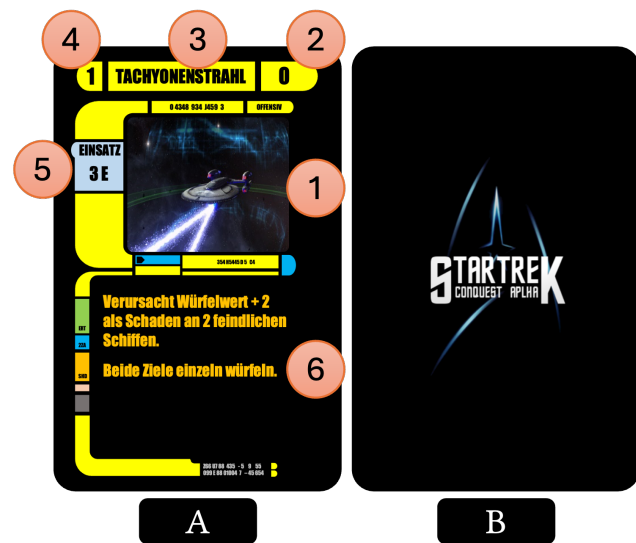 4
3
2
1 TACHYONENSTRAHL 0
0 4348 934 J459 3 OFFENSIV
EINSATZ
3 E
5
1
Verursacht Würfelwert + 2
als Schaden an 2 feindlichen
Schiffen.
Beide Ziele einzeln würfeln.
6
STARTREK
CONQUEST APLHA
A
B